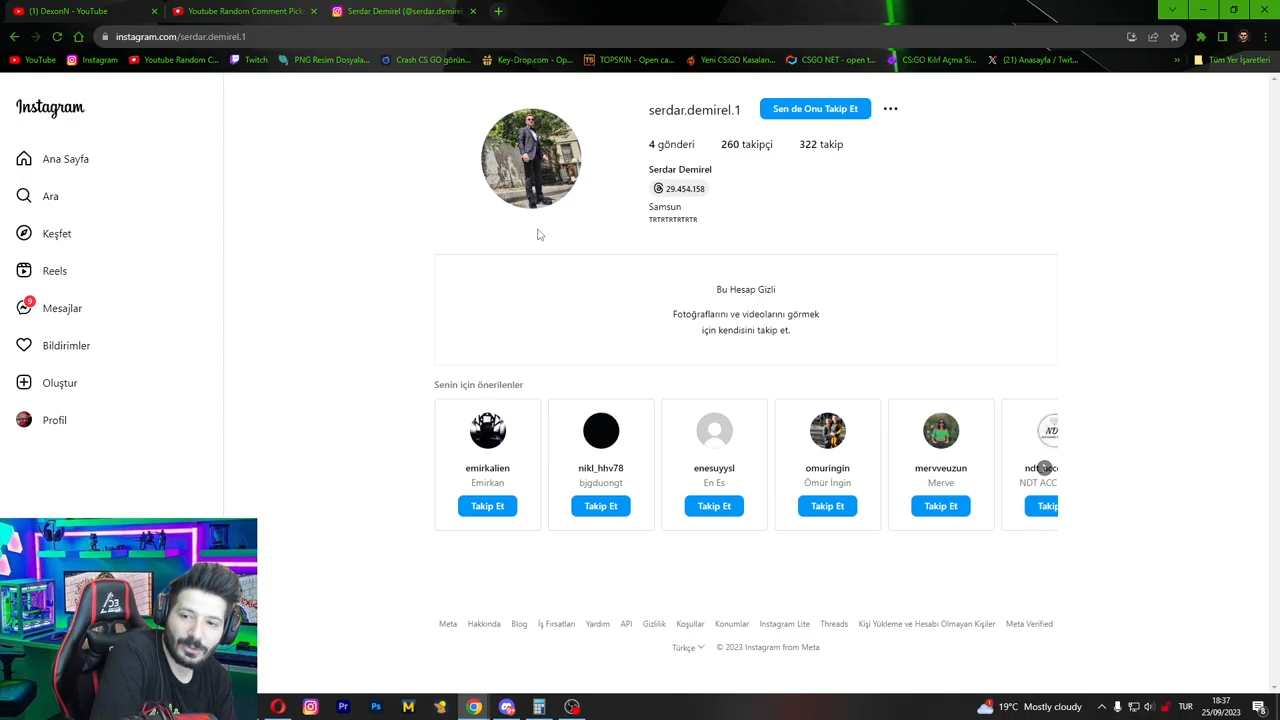 (21) DexonN - YouTube
Youtube Random Comment Pick
Serdar Demirel (@serdar.demire
instagram.com/serdar.demirel.1
YouTube
Instagram
Youtube Random C...
Twitch
PNG Resim Dosyala...
Crash CS GO görün...
Key-Drop.com - Op...
TOPSKIN - Open ca...
Yeni CS:GO Kasaları...
CSGO NET - open t...
CS:GO Kılıf Açma Si...
(21) Anasayfa / Twit...
»
Tüm Yer İşaretleri
Instagram
Ana Sayfa
Ara
Keşfet
Reels
9
Mesajlar
Bildirimler
Oluştur
Profil
serdar.demirel.1
Sen de Onu Takip Et
4 gönderi
260 takipçi
322 takip
Serdar Demirel
29.454.158
Samsun
TRTRTRTRTRTR
Bu Hesap Gizli
Fotoğraflarını ve videolarını görmek
için kendisini takip et.
Senin için önerilenler
emirkalien
Emirkan
Takip Et
nikl_hhv78
bjgduongt
Takip Et
enesuyysl
En Es
Takip Et
omuringin
Ömür İngin
Takip Et
mervveuzun
Merve
Takip Et
NDT ACC
Takip
Meta
Hakkında
Blog
İş Fırsatları
Yardım
API
Gizlilik
Koşullar
Konumlar
Instagram Lite
Threads
Kişi Yükleme ve Hesabı Olmayan Kişiler
Meta Verified
Türkçe
© 2023 Instagram from Meta
Pr
Ps
19°C Mostly cloudy
TUR
18:37
25/09/2023